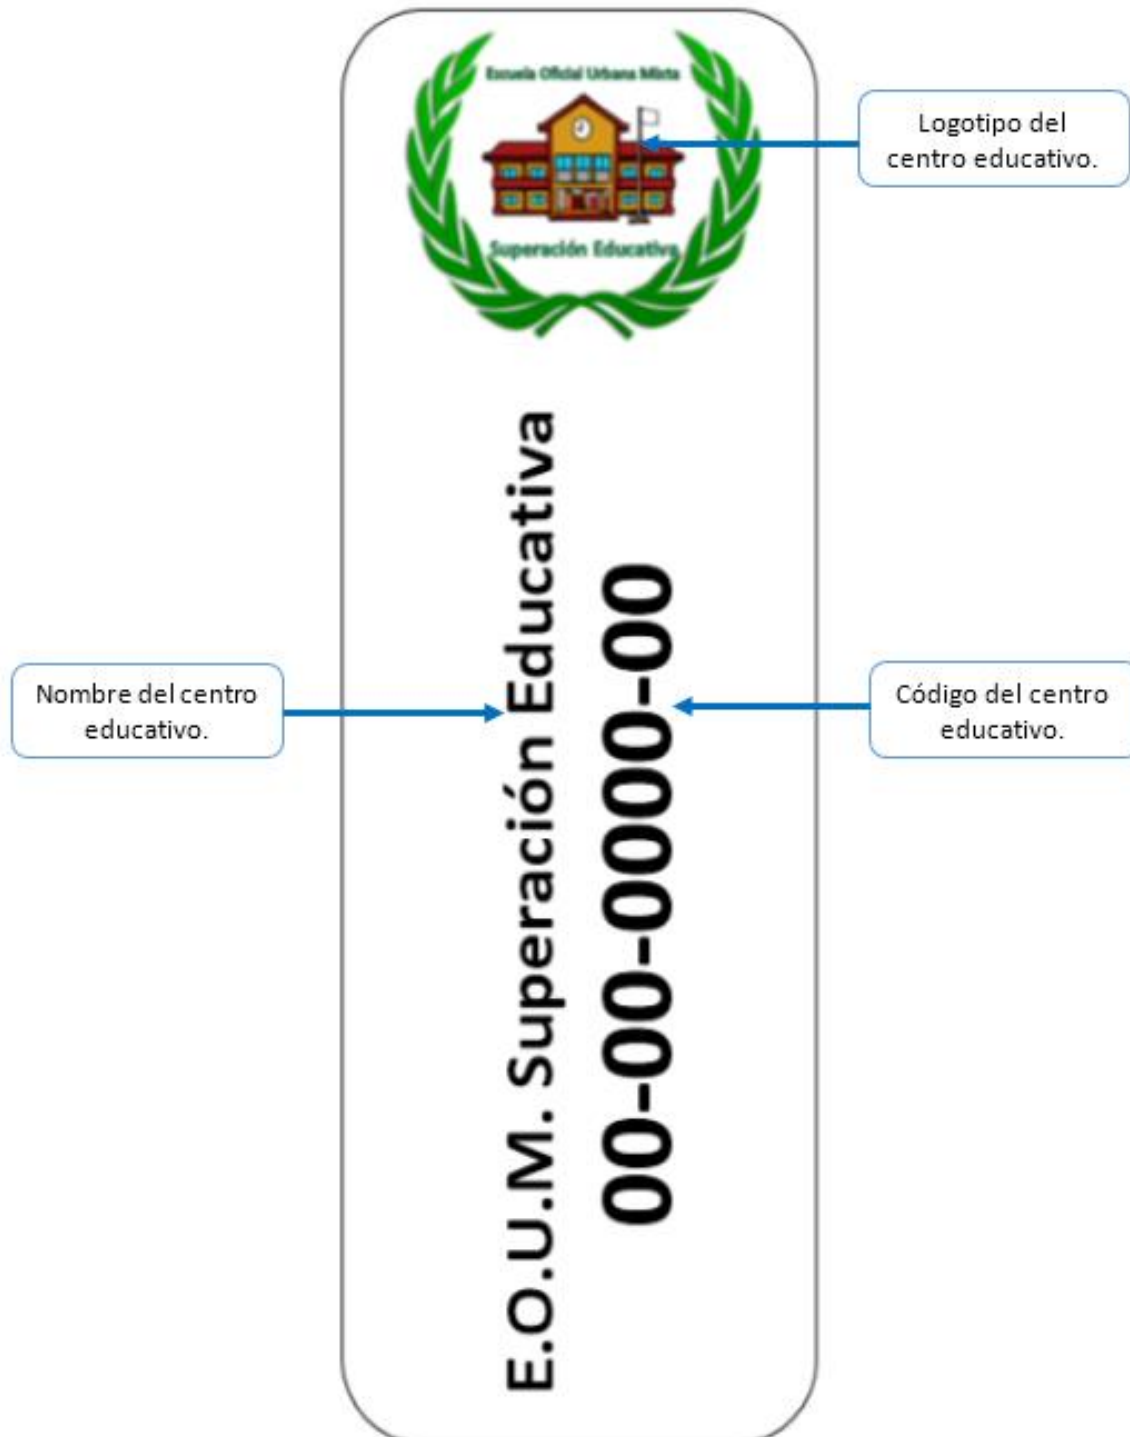 Escuela Oficial Urbana Mixta
Superación Educativa
Logotipo del
centro educativo.
Nombre del centro
educativo.
E.O.U.M. Superación Educativa
00-00-0000-00
Código del centro
educativo.